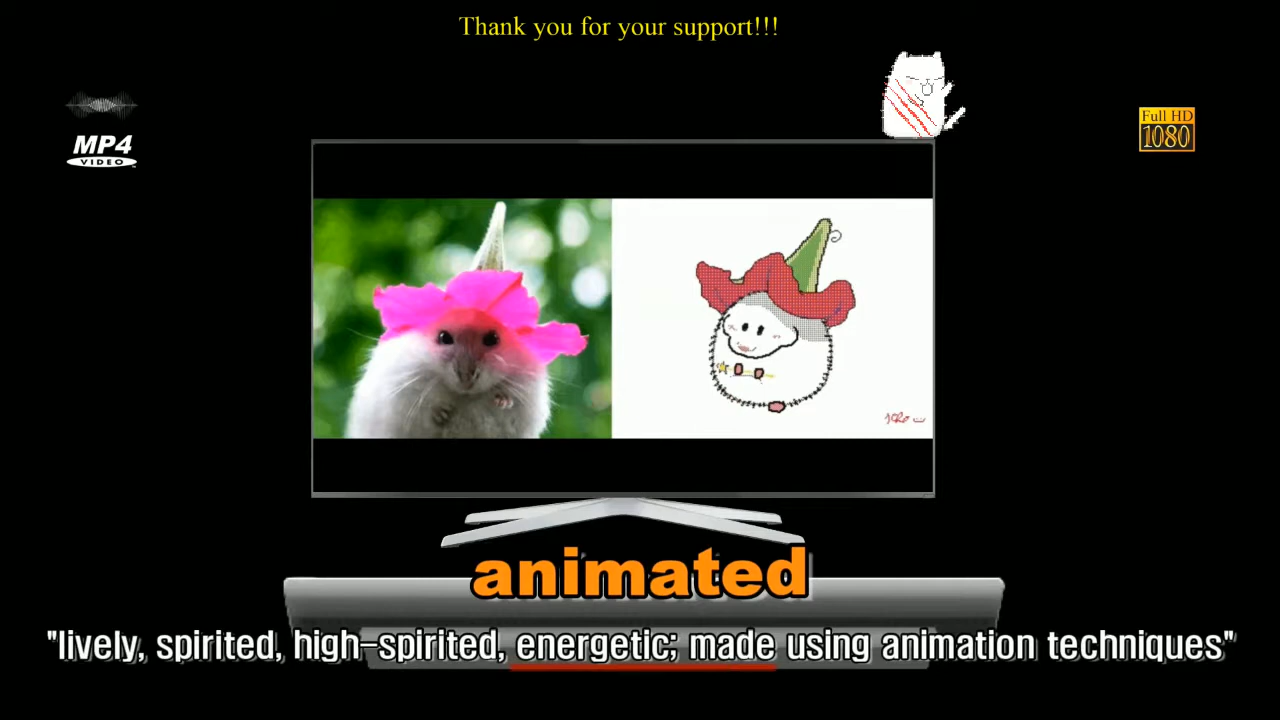 Thank you for your support!!!
MP4
VIDEO
Full HD
1080
animated
"lively, spirited, high-spirited, energetic; made using animation techniques"